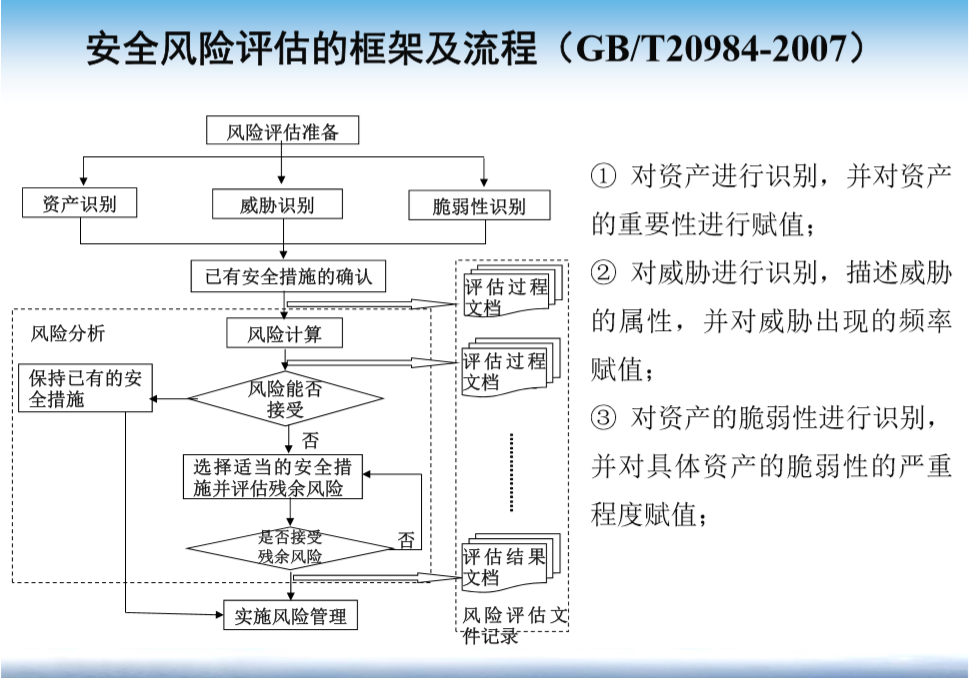 安全风险评估的框架及流程（GB/T20984-2007）
风险评估准备
资产识别
威胁识别
脆弱性识别
已有安全措施的确认
风险分析
风险计算
保持已有的安
全措施
风险能否
接受
否
选择适当的安全措
施并评估残余风险
是否接受
残余风险
否
实施风险管理
评估过程
文档
评估过程
文档
评估结果
文档
风险评估文
件记录
① 对资产进行识别，并对资产
的重要性进行赋值；
② 对威胁进行识别，描述威胁
的属性，并对威胁出现的频率
赋值；
③ 对资产的脆弱性进行识别，
并对具体资产的脆弱性的严重
程度赋值；